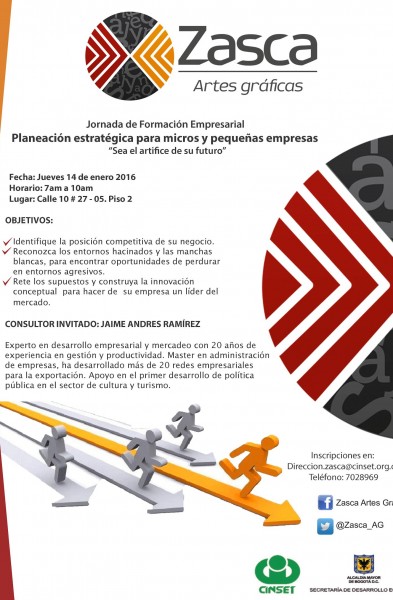 Zasca
Artes gráficas
Jornada de Formación Empresarial
Planeación estratégica para micros y pequeñas empresas
“Sea el artifice de su futuro”
Fecha: Jueves 14 de enero 2016
Horario: 7am a 10am
Lugar: Calle 10 # 27 - 05. Piso 2
OBJETIVOS:
Identifique la posición competitiva de su negocio.
Reconozca los entornos hacinados y las manchas
blancas, para encontrar oportunidades de perdurar
en entornos agresivos.
Rete los supuestos y construya la innovación
conceptual para hacer de su empresa un líder del
mercado.
CONSULTOR INVITADO: JAIME ANDRES RAMÍREZ
Experto en desarrollo empresarial y mercadeo con 20 años de
experiencia en gestión y productividad. Master en administración
de empresas, ha desarrollado más de 20 redes empresariales
para la exportación. Apoyo en el primer desarrollo de política
pública en el sector de cultura y turismo.
Inscripciones en:
Direccion.zasca@cinset.org.c
Teléfono: 7028969
Zasca Artes Gra
@Zasca_AG
CINSET
ALCALDÍA MAYOR
DE BOGOTÁ D.C.
SECRETARÍA DE DESARROLLO E